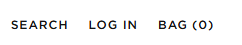 SEARCH LOG IN BAG (0)